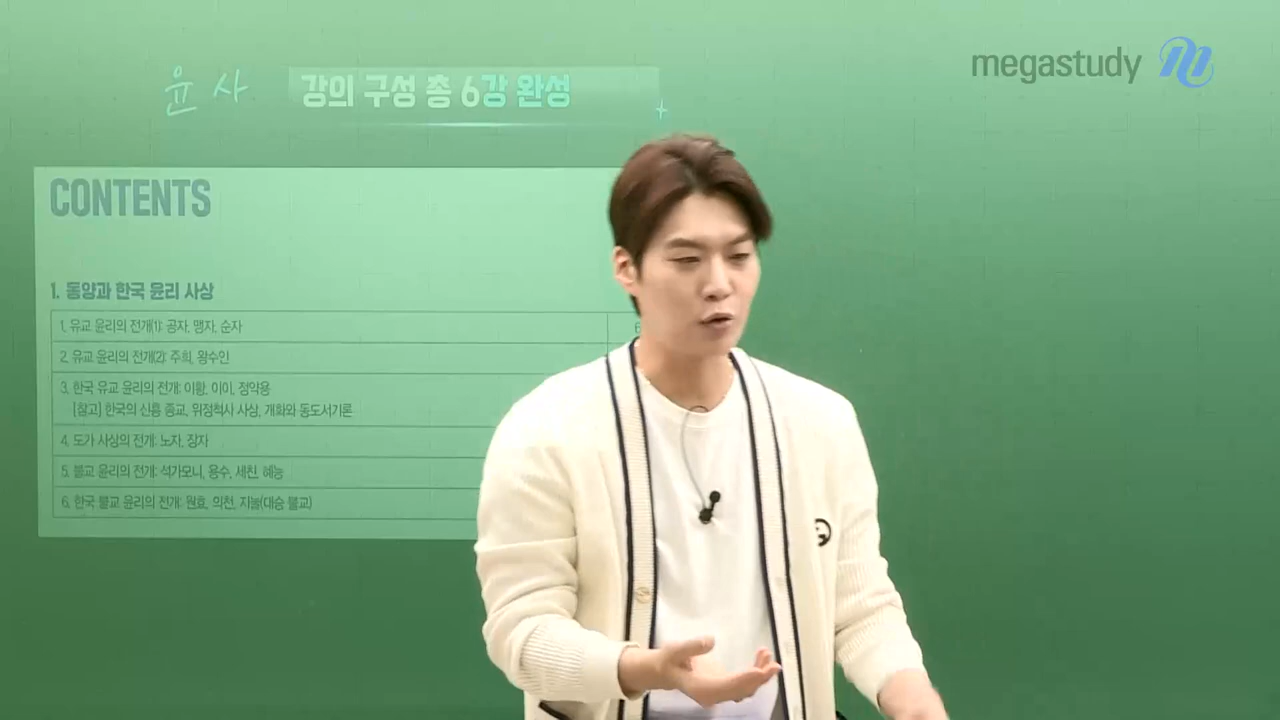 megastudy
윤 사 강의 구성 총 6강 완성
CONTENTS
1. 동양과 한국 윤리 사상
1. 유교 윤리의 전개(1): 공자, 맹자, 순자
2. 유교 윤리의 전개(2): 주희, 왕수인
3. 한국 유교 윤리의 전개: 이황, 이이, 정약용
[참고] 한국의 신흥 종교, 위정척사 사상, 개화와 동도서기론
4. 도가 사상의 전개: 노자, 장자
5. 불교 윤리의 전개: 석가모니, 용수, 세친, 혜능
6. 한국 불교 윤리의 전개: 원효, 의천, 지눌(대승 불교)